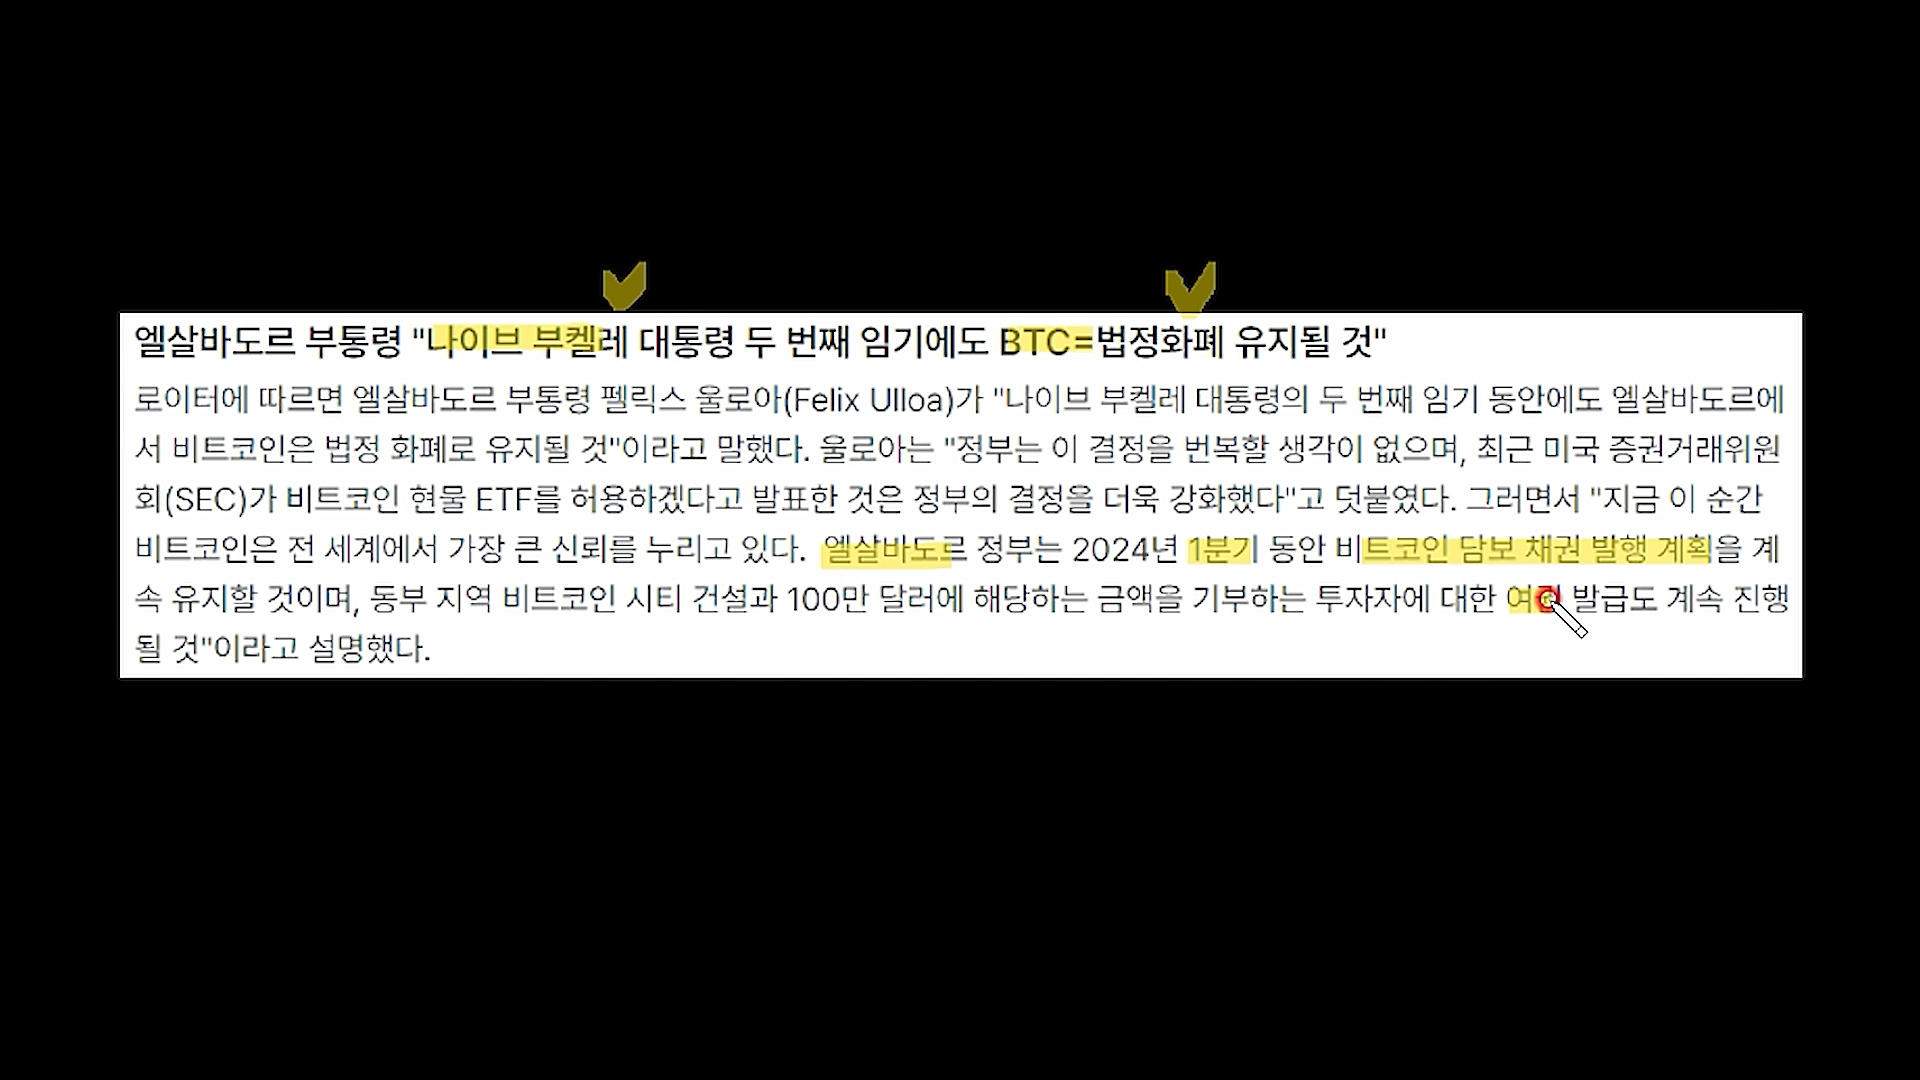 엘살바도르 부통령 "나이브 부켈레 대통령 두 번째 임기에도 BTC=법정화폐 유지될 것"
로이터에 따르면 엘살바도르 부통령 펠릭스 울로아(Felix Ulloa)가 "나이브 부켈레 대통령의 두 번째 임기 동안에도 엘살바도르에
서 비트코인은 법정 화폐로 유지될 것"이라고 말했다. 울로아는 "정부는 이 결정을 번복할 생각이 없으며, 최근 미국 증권거래위원
회(SEC)가 비트코인 현물 ETF를 허용하겠다고 발표한 것은 정부의 결정을 더욱 강화했다"고 덧붙였다. 그러면서 "지금 이 순간
비트코인은 전 세계에서 가장 큰 신뢰를 누리고 있다. 엘살바도르 정부는 2024년 1분기 동안 비트코인 담보 채권 발행 계획을 계
속 유지할 것이며, 동부 지역 비트코인 시티 건설과 100만 달러에 해당하는 금액을 기부하는 투자자에 대한 발급도 계속 진행
될 것"이라고 설명했다.